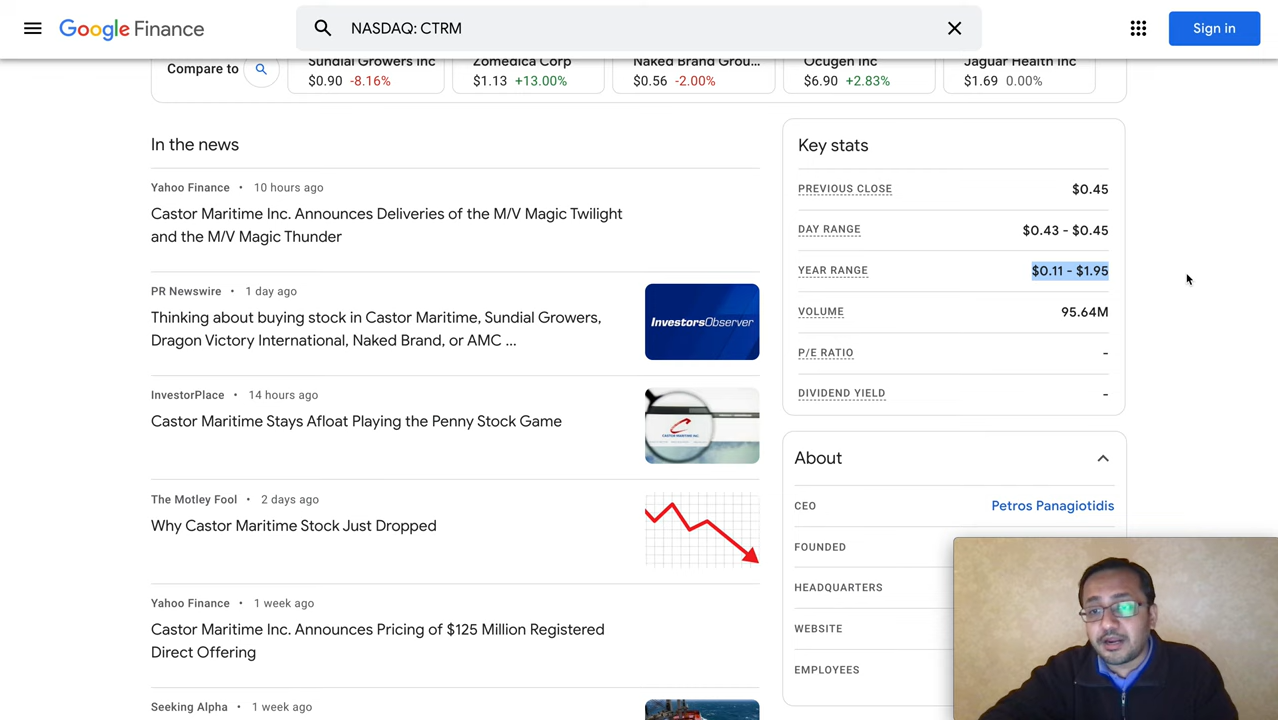 Google Finance
NASDAQ: CTRM
Sign in
Compare to
Sundial Growers Inc
$0.90 -8.16%
Zomedica Corp
$1.13 +13.00%
Naked Brand Grou...
$0.56 -2.00%
Ocugen Inc
$6.90 +2.83%
Jaguar Health Inc
$1.69 0.00%
In the news
Yahoo Finance • 10 hours ago
Castor Maritime Inc. Announces Deliveries of the M/V Magic Twilight
and the M/V Magic Thunder
PR Newswire • 1 day ago
Thinking about buying stock in Castor Maritime, Sundial Growers,
Dragon Victory International, Naked Brand, or AMC ...
InvestorsObserver
InvestorPlace • 14 hours ago
Castor Maritime Stays Afloat Playing the Penny Stock Game
CASTOR MARITIME INC.
The Motley Fool • 2 days ago
Why Castor Maritime Stock Just Dropped
Yahoo Finance • 1 week ago
Castor Maritime Inc. Announces Pricing of $125 Million Registered
Direct Offering
Seeking Alpha • 1 week ago
Key stats
PREVIOUS CLOSE $0.45
DAY RANGE $0.43 - $0.45
YEAR RANGE $0.11 - $1.95
VOLUME 95.64M
P/E RATIO -
DIVIDEND YIELD -
About
CEO Petros Panagiotidis
FOUNDED
HEADQUARTERS
WEBSITE
EMPLOYEES